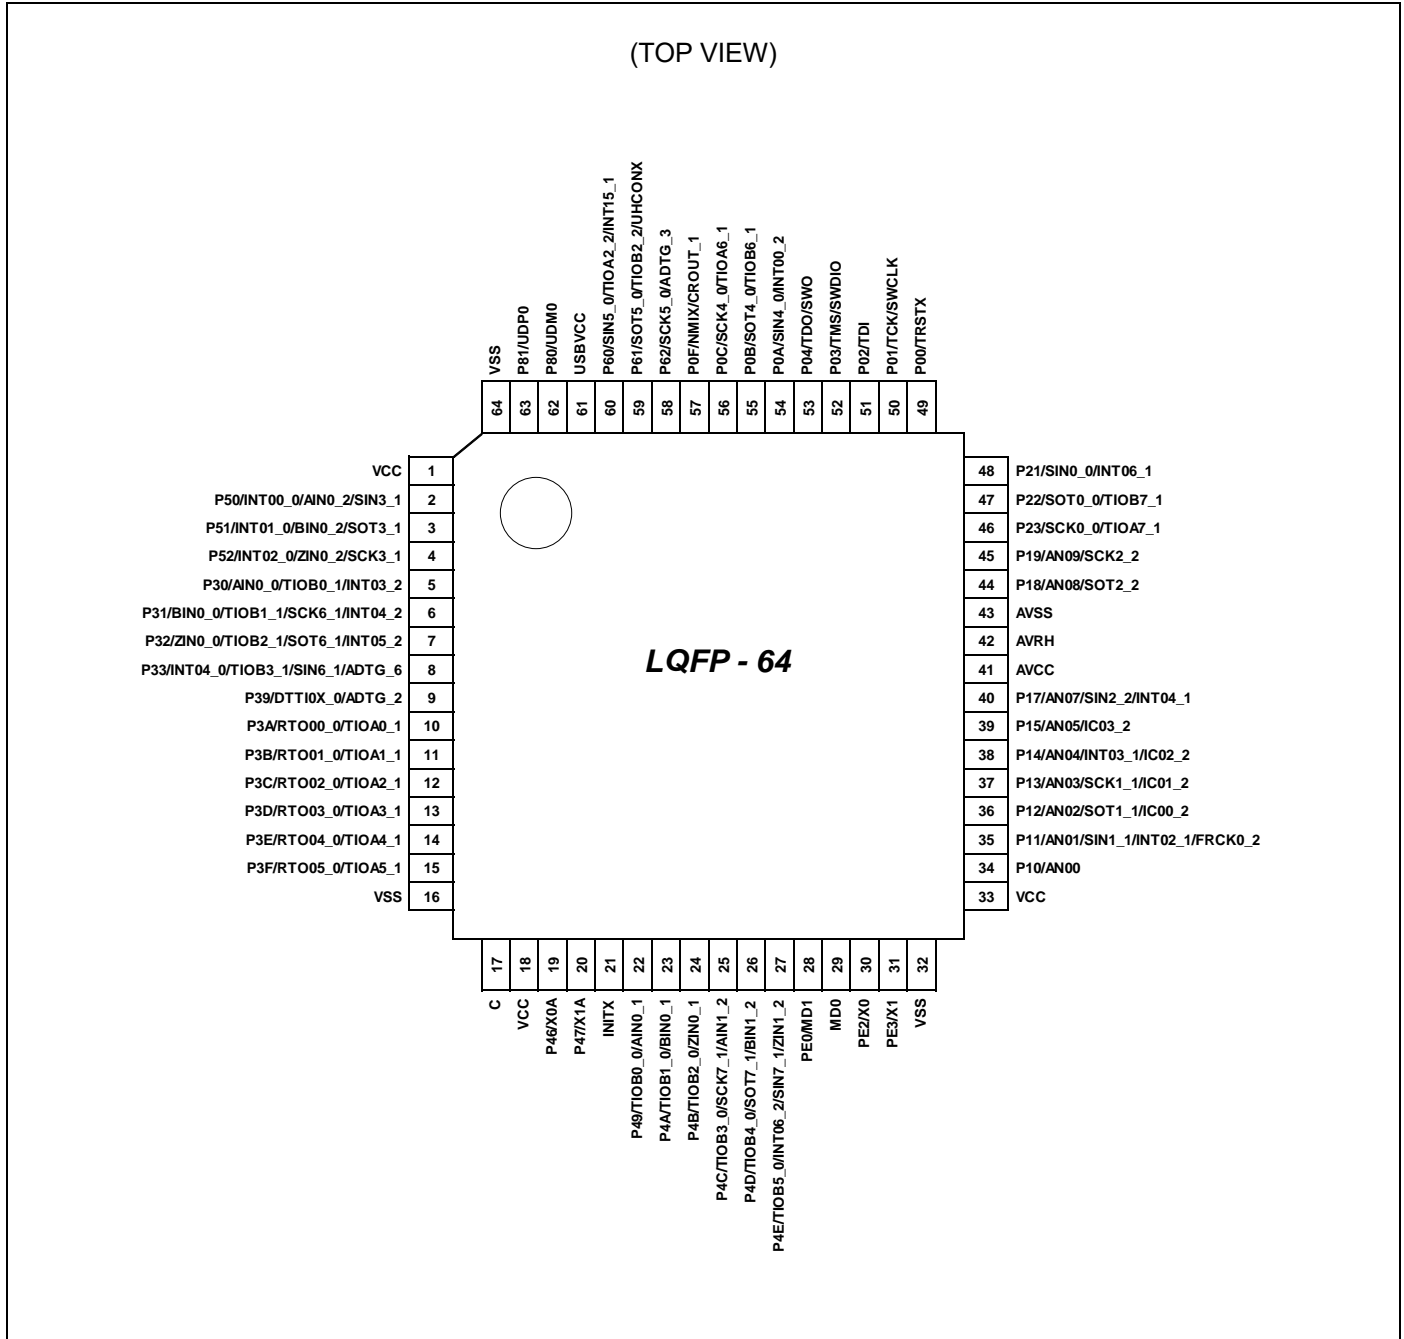 (TOP VIEW)
VSS
P81/UDP0
P80/UDM0
USBVCC
P60/SIN5_0/TIOA2_2/INT15_1
P61/SOT5_0/TIOB2_2/UHCONX
P62/SCK5_0/ADTG_3
P0F/NMIX/CROUT_1
P0C/SCK4_0/TIOA6_1
P0B/SOT4_0/TIOB6_1
P0A/SIN4_0/INT00_2
P04/TDO/SWO
P03/TMS/SWDIO
P02/TDI
P01/TCK/SWCLK
P00/TRSTX
64
63
62
61
60
59
58
57
56
55
54
53
52
51
50
49
VCC 1
P50/INT00_0/AIN0_2/SIN3_1 2
P51/INT01_0/BIN0_2/SOT3_1 3
P52/INT02_0/ZIN0_2/SCK3_1 4
P30/AIN0_0/TIOB0_1/INT03_2 5
P31/BIN0_0/TIOB1_1/SCK6_1/INT04_2 6
P32/ZIN0_0/TIOB2_1/SOT6_1/INT05_2 7
P33/INT04_0/TIOB3_1/SIN6_1/ADTG_6 8
P39/DTTI0X_0/ADTG_2 9
P3A/RTO00_0/TIOA0_1 10
P3B/RTO01_0/TIOA1_1 11
P3C/RTO02_0/TIOA2_1 12
P3D/RTO03_0/TIOA3_1 13
P3E/RTO04_0/TIOA4_1 14
P3F/RTO05_0/TIOA5_1 15
VSS 16
LQFP - 64
48 P21/SIN0_0/INT06_1
47 P22/SOT0_0/TIOB7_1
46 P23/SCK0_0/TIOA7_1
45 P19/AN09/SCK2_2
44 P18/AN08/SOT2_2
43 AVSS
42 AVRH
41 AVCC
40 P17/AN07/SIN2_2/INT04_1
39 P15/AN05/IC03_2
38 P14/AN04/INT03_1/IC02_2
37 P13/AN03/SCK1_1/IC01_2
36 P12/AN02/SOT1_1/IC00_2
35 P11/AN01/SIN1_1/INT02_1/FRCK0_2
34 P10/AN00
33 VCC
17
18
19
20
21
22
23
24
25
26
27
28
29
30
31
32
C
VCC
P46/X0A
P47/X1A
INITX
P49/TIOB0_0/AIN0_1
P4A/TIOB1_0/BIN0_1
P4B/TIOB2_0/ZIN0_1
P4C/TIOB3_0/SCK7_1/AIN1_2
P4D/TIOB4_0/SOT7_1/BIN1_2
P4E/TIOB5_0/INT06_2/SIN7_1/ZIN1_2
PE0/MD1
MD0
PE2/X0
PE3/X1
VSS